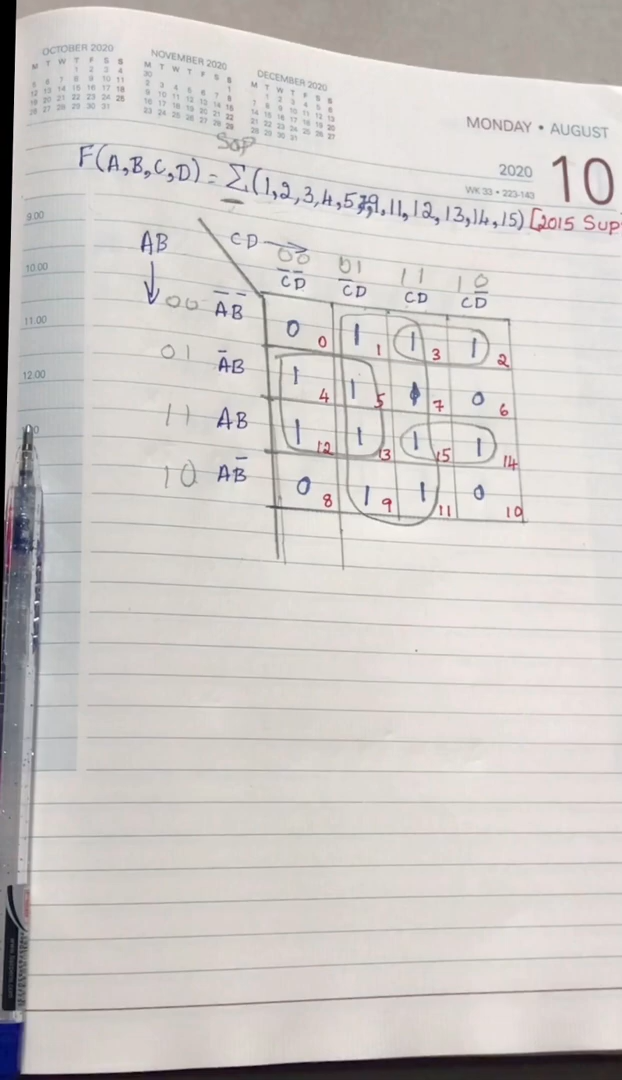 OCTOBER 2020
NOVEMBER 2020
DECEMBER 2020
M T W T F S S
M T W T F S S
M T W T F S S
MONDAY • AUGUST
2020
10
WK 33 • 223-143
SOP
F(A,B,C,D) = Σ(1,2,3,4,5,7,9,11,12,13,14,15) [2015 Sup
9.00
10.00
11.00
12.00
AB
CD →
00 01 11 10
C̅D̅ C̅D CD CD̅
00 A̅B̅ 0 0 1 1 1 3 1 2
01 A̅B 1 4 1 5 7 0 6
11 AB 1 12 1 13 1 15 1 14
10 AB̅ 0 8 1 9 1 11 0 10